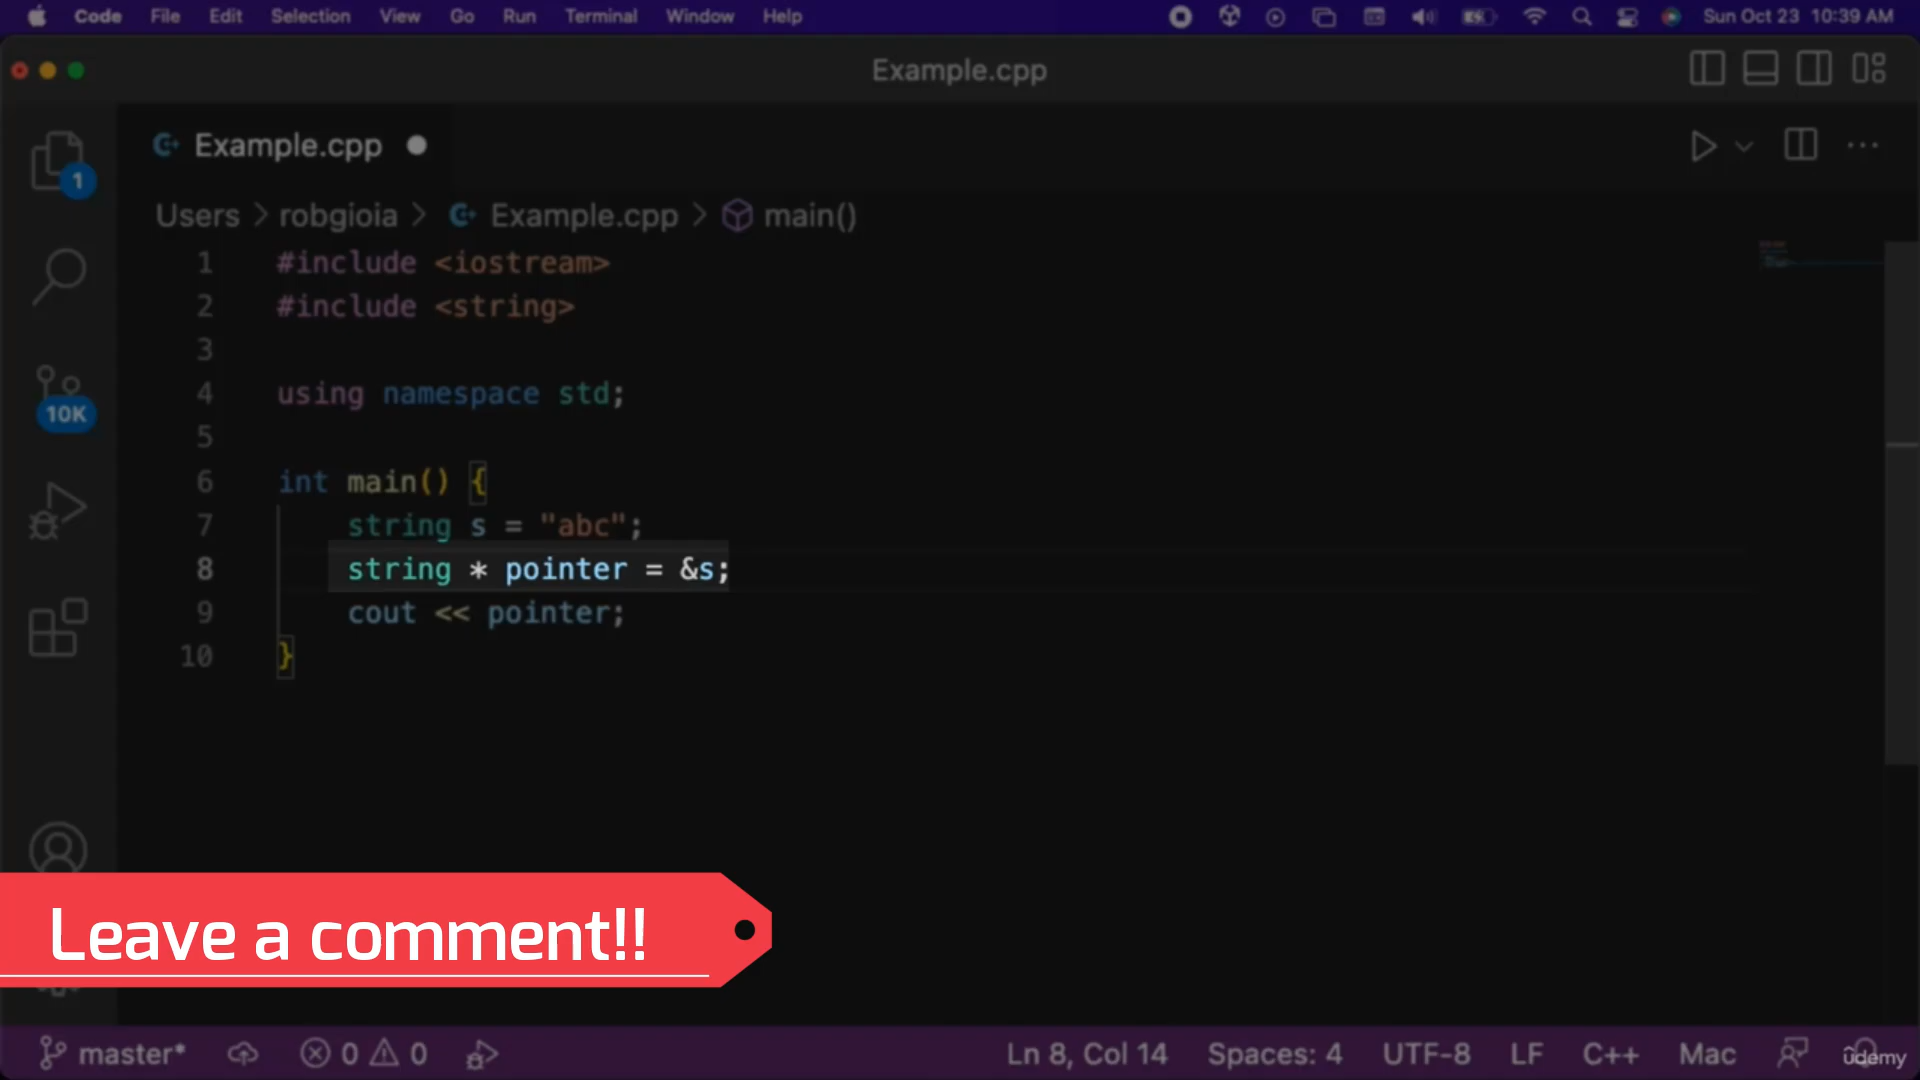 Code File Edit Selection View Go Run Terminal Window Help Sun Oct 23 10:39 AM
Example.cpp
Example.cpp
1
Users > robgioia > Example.cpp > main()
1 #include <iostream>
2 #include <string>
3
4 using namespace std;
5
10K
6 int main() {
7 string s = "abc";
8 string * pointer = &s;
9 cout << pointer;
10 }
Leave a comment!!
master* 0 0 Ln 8, Col 14 Spaces: 4 UTF-8 LF C++ Mac
ûdemy